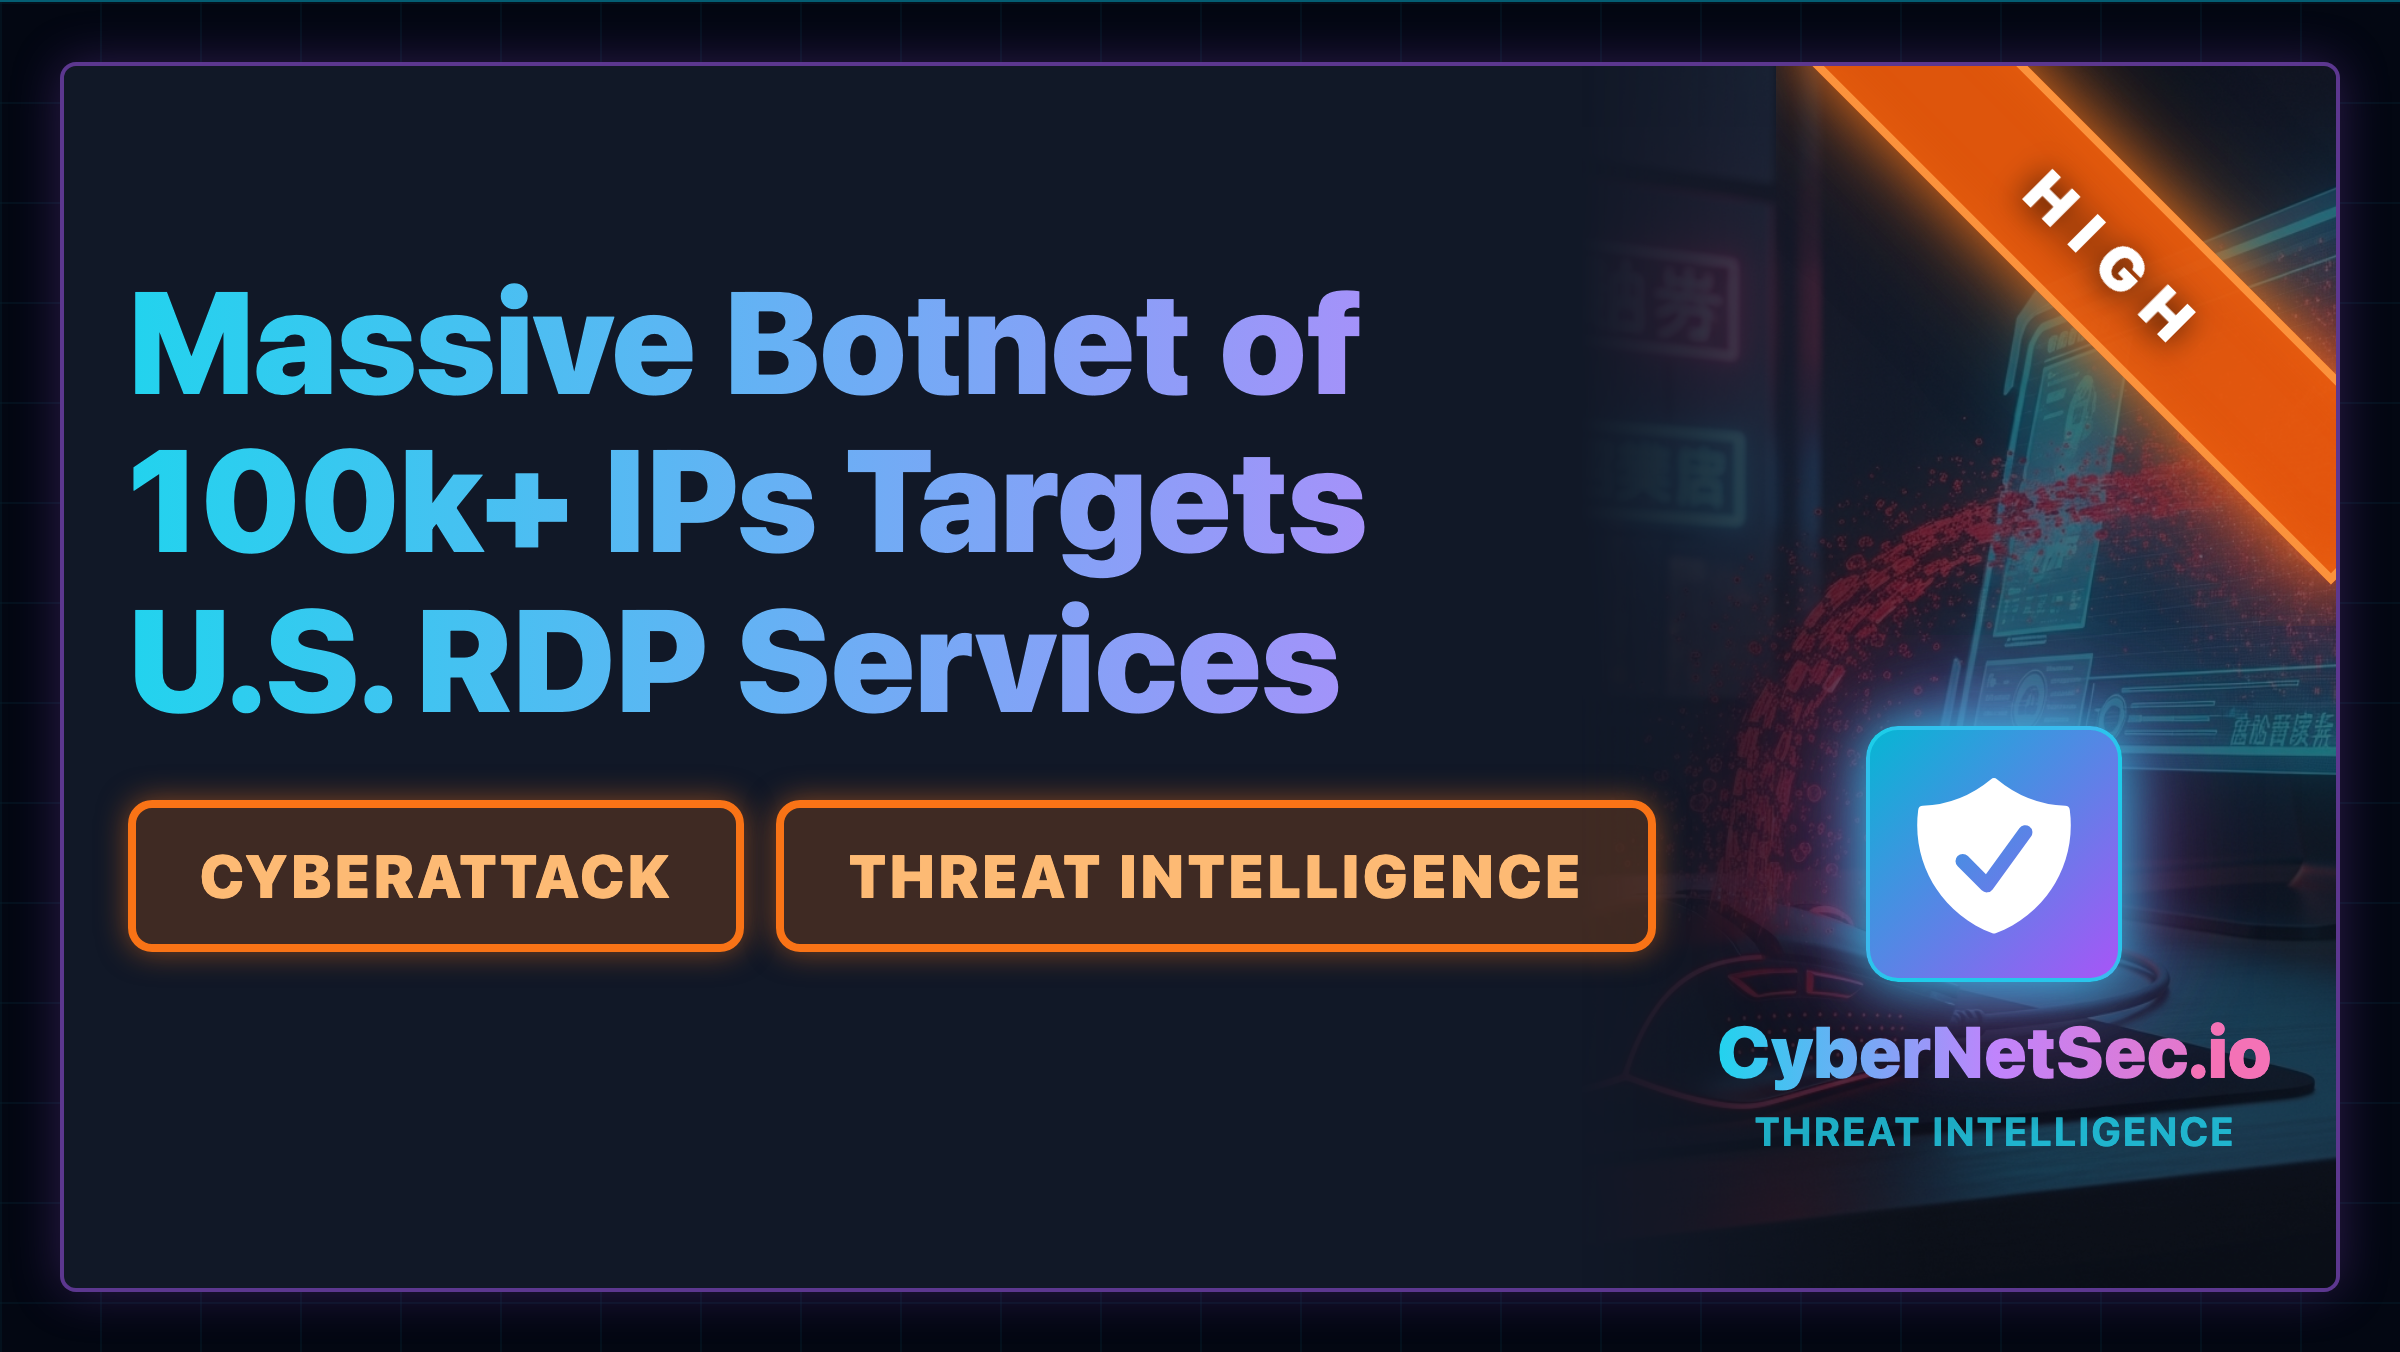 HIGH
Massive Botnet of
100k+ IPs Targets
U.S. RDP Services
CYBERATTACK
THREAT INTELLIGENCE
CyberNetSec.io
THREAT INTELLIGENCE